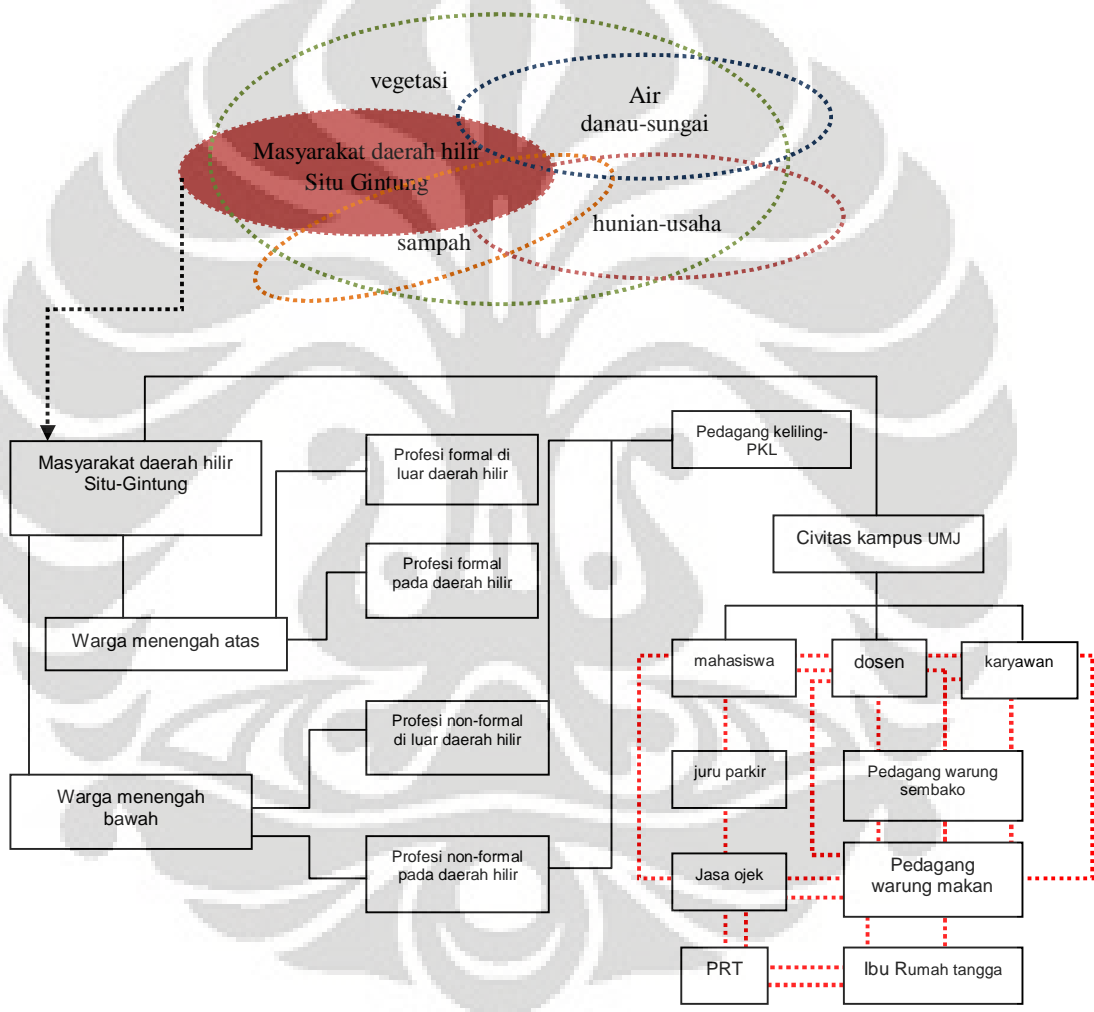 vegetasi
Air
danau-sungai
Masyarakat daerah hilir
Situ Gintung
hunian-usaha
sampah
Pedagang keliling-
PKL
Masyarakat daerah hilir
Situ-Gintung
Profesi formal di
luar daerah hilir
Civitas kampus UMJ
Profesi formal
pada daerah hilir
Warga menengah atas
mahasiswa
dosen
karyawan
Profesi non-formal
di luar daerah hilir
juru parkir
Pedagang warung
sembako
Warga menengah
bawah
Profesi non-formal
pada daerah hilir
Jasa ojek
Pedagang
warung makan
PRT
Ibu Rumah tangga